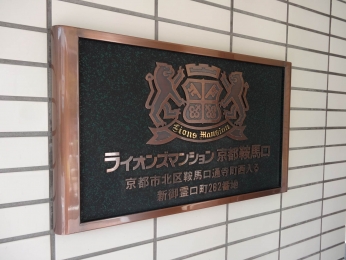 Lions Mansion
ライオンズマンション京都鞍馬口
京都市北区鞍馬口通寺町西入る
新御霊口町262番地